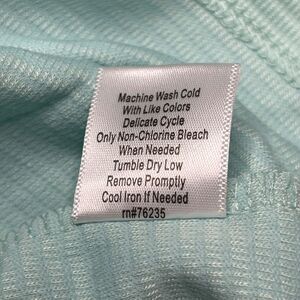 Machine Wash Cold
With Like Colors
Delicate Cycle
Only Non-Chlorine Bleach
When Needed
Tumble Dry Low
Remove Promptly
Cool Iron If Needed
rn#76235